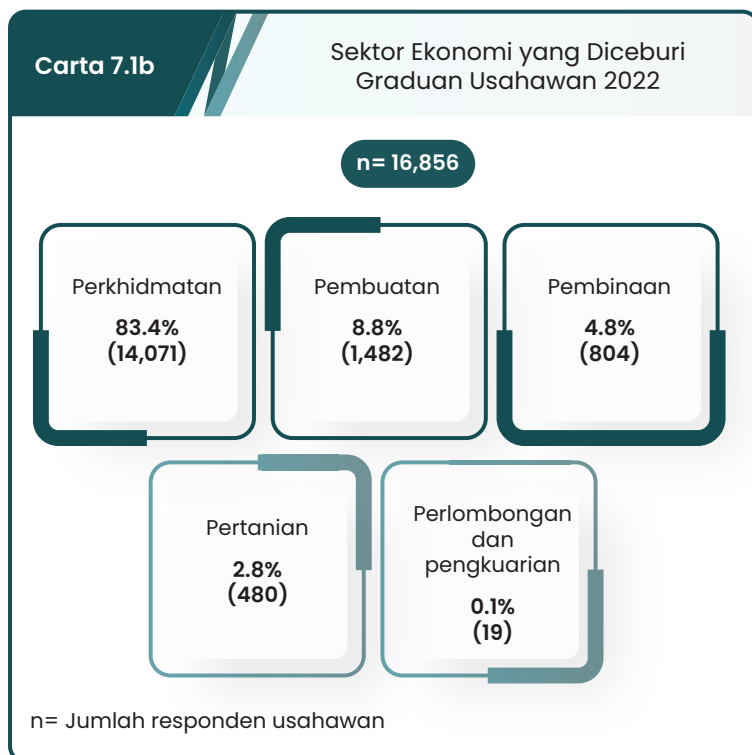 Carta 7.1b
Sektor Ekonomi yang Diceburi
Graduan Usahawan 2022
n= 16,856
Perkhidmatan
83.4%
(14,071)
Pembuatan
8.8%
(1,482)
Pembinaan
4.8%
(804)
Pertanian
2.8%
(480)
Perlombongan
dan
pengkuarian
0.1%
(19)
n= Jumlah responden usahawan